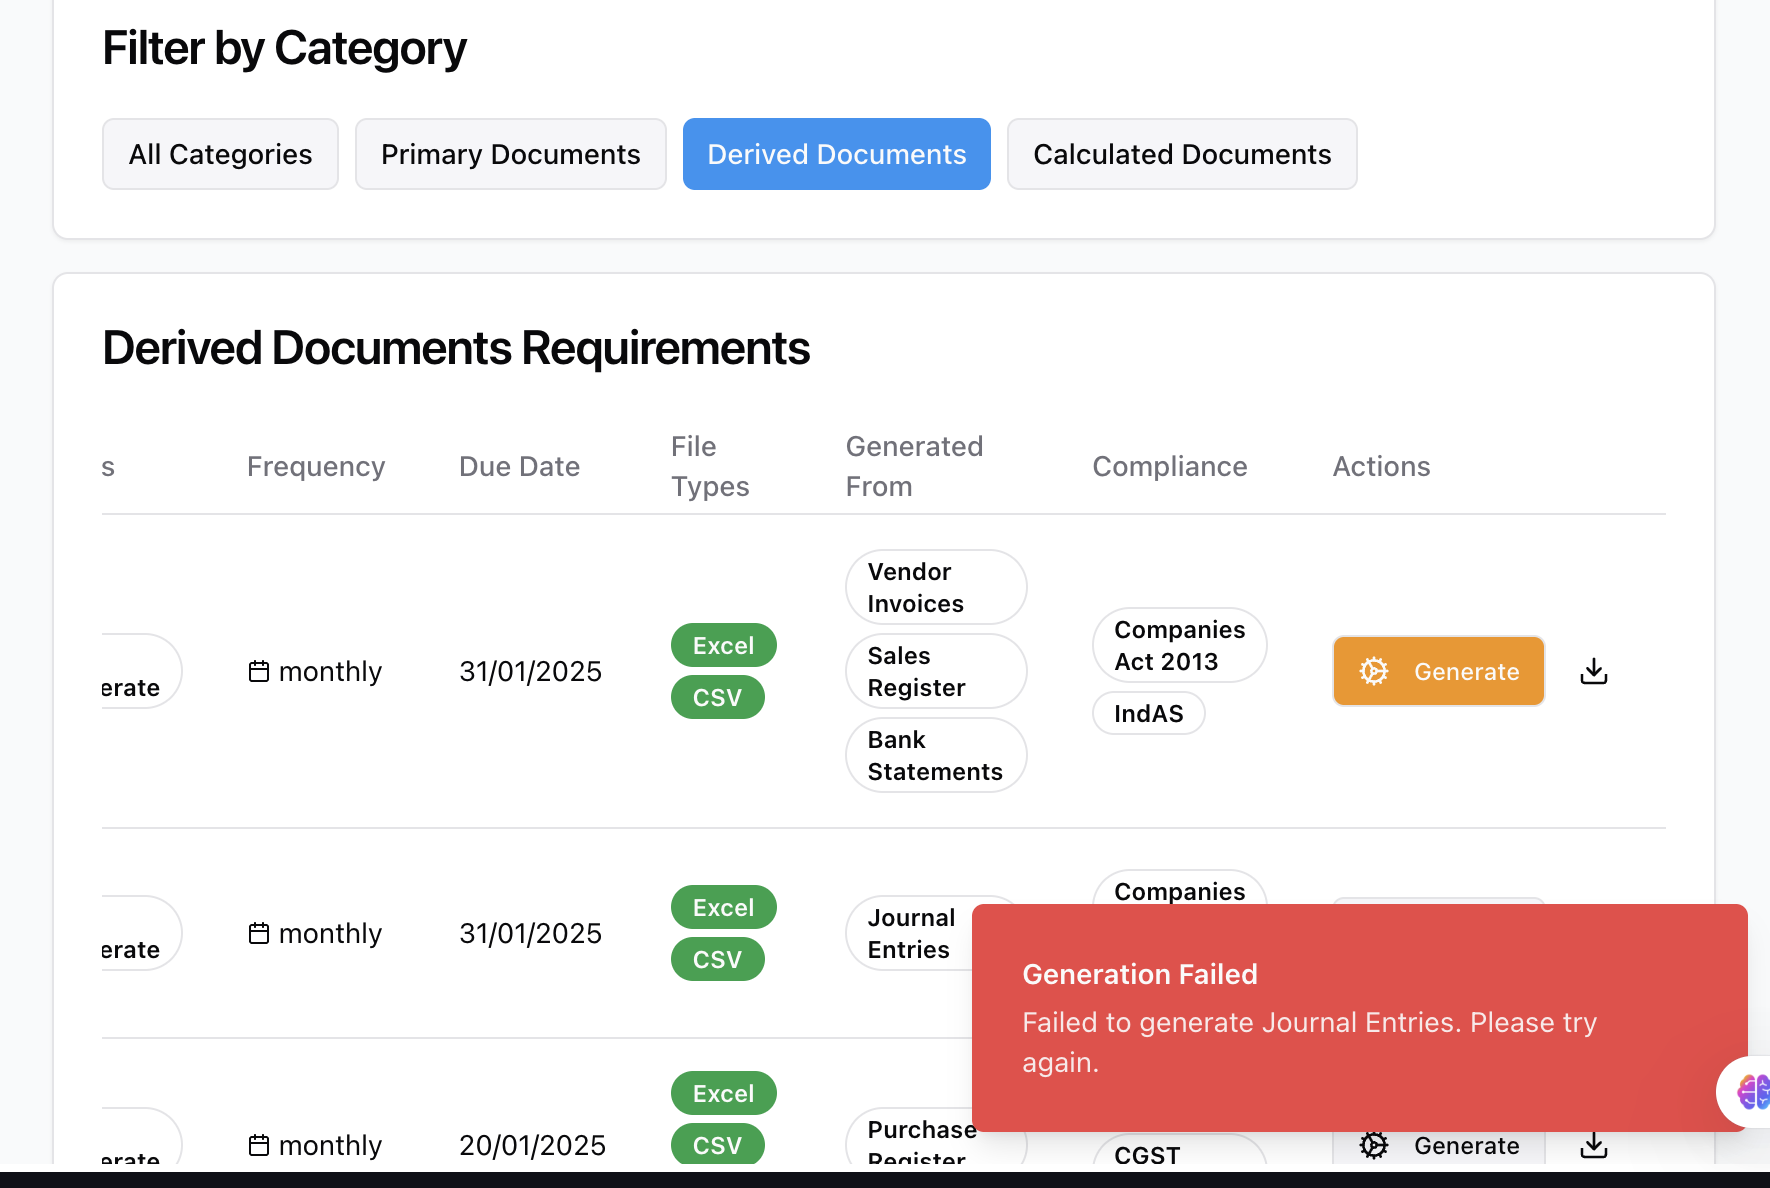 Filter by Category
All Categories
Primary Documents
Derived Documents
Calculated Documents
Derived Documents Requirements
s
Frequency
Due Date
File
Types
Generated
From
Compliance
Actions
erate
monthly
31/01/2025
Excel
CSV
Vendor
Invoices
Sales
Register
Bank
Statements
Companies
Act 2013
IndAS
Generate
erate
monthly
31/01/2025
Excel
CSV
Journal
Entries
Companies
Generation Failed
Failed to generate Journal Entries. Please try
again.
erate
monthly
20/01/2025
Excel
CSV
Purchase
Register
CGST
Generate